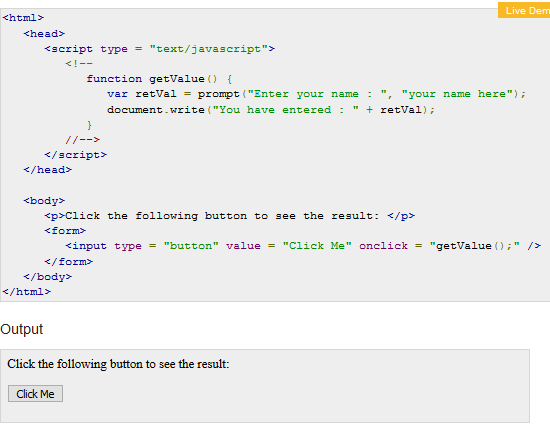 Live Dem
<html>
<head>
<script type = "text/javascript">
<!--
function getValue() {
var retVal = prompt("Enter your name : ", "your name here");
document.write("You have entered : " + retVal);
}
//-->
</script>
</head>
<body>
<p>Click the following button to see the result: </p>
<form>
<input type = "button" value = "Click Me" onclick = "getValue();" />
</form>
</body>
</html>
Output
Click the following button to see the result:
Click Me